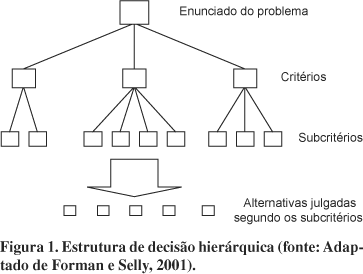 Enunciado do problema
Critérios
Subcritérios
Alternativas julgadas
segundo os subcritérios
Figura 1. Estrutura de decisão hierárquica (fonte: Adap-
tado de Forman e Selly, 2001).